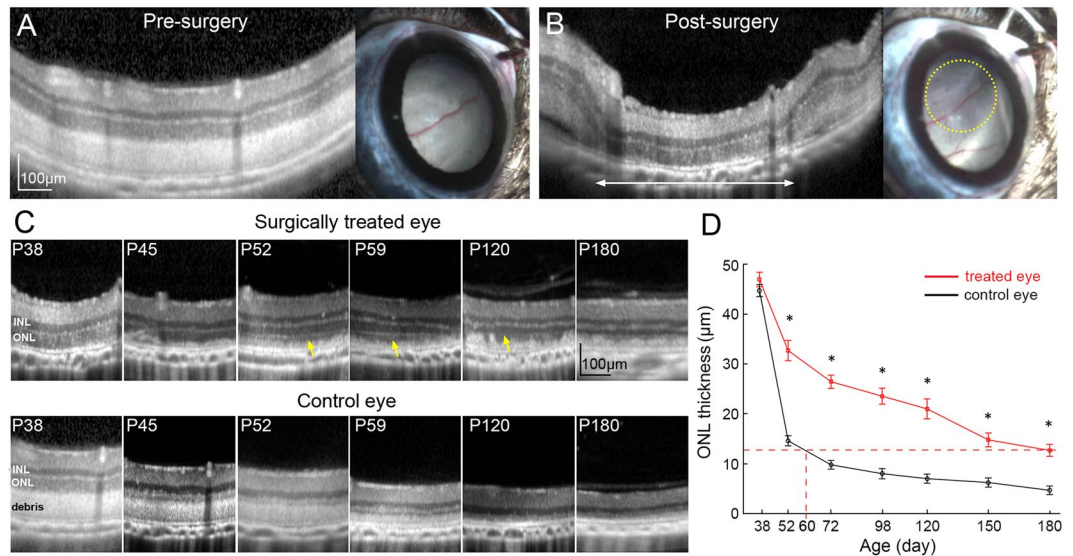 A
Pre-surgery
100µm
B
Post-surgery
C
Surgically treated eye
P38
P45
P52
P59
P120
P180
INL
ONL
100µm
Control eye
P38
P45
P52
P59
P120
P180
INL
ONL
debris
D
50
40
30
20
10
0
ONL thickness (µm)
treated eye
control eye
*
*
*
*
*
*
38 52 60 72 98 120 150 180
Age (day)